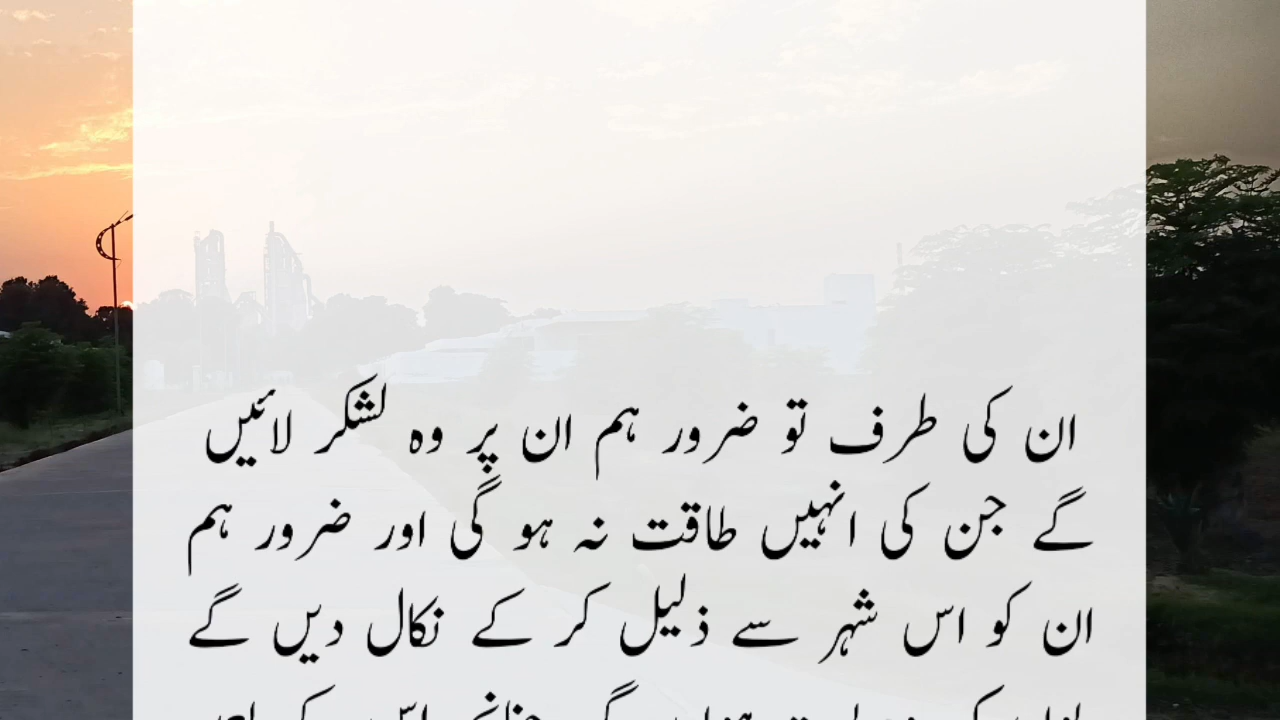 ان کی طرف تو ضرور ہم ان پر وہ لشکر لائیں
گے جن کی انہیں طاقت نہ ہو گی اور ضرور ہم
ان کو اس شہر سے ذلیل کر کے نکال دیں گے